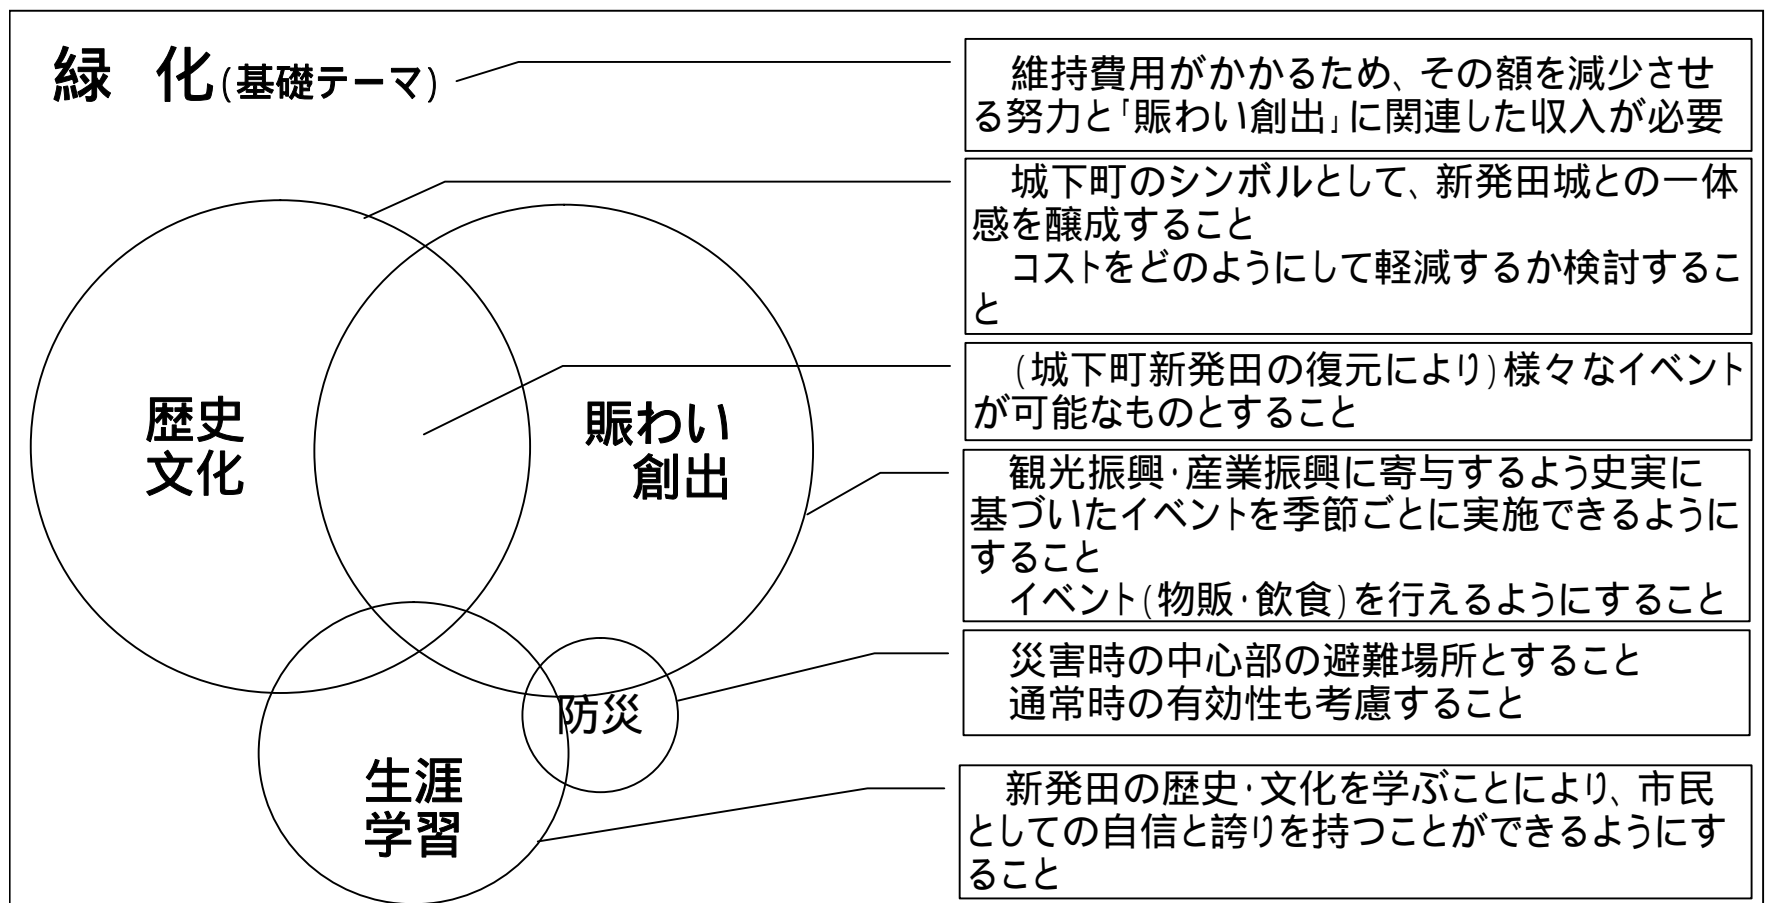 緑 化(基礎テーマ)
維持費用がかかるため、その額を減少させ
る努力と「賑わい創出」に関連した収入が必要
城下町のシンボルとして、新発田城との一体
感を醸成すること
コストをどのようにして軽減するか検討するこ
と
(城下町新発田の復元により)様々なイベント
が可能なものとすること
観光振興・産業振興に寄与するよう史実に
基づいたイベントを季節ごとに実施できるように
すること
イベント(物販・飲食)を行えるようにすること
災害時の中心部の避難場所とすること
通常時の有効性も考慮すること
新発田の歴史・文化を学ぶことにより、市民
としての自信と誇りを持つことができるようにす
ること
歴史
文化
賑わい
創出
防災
生涯
学習